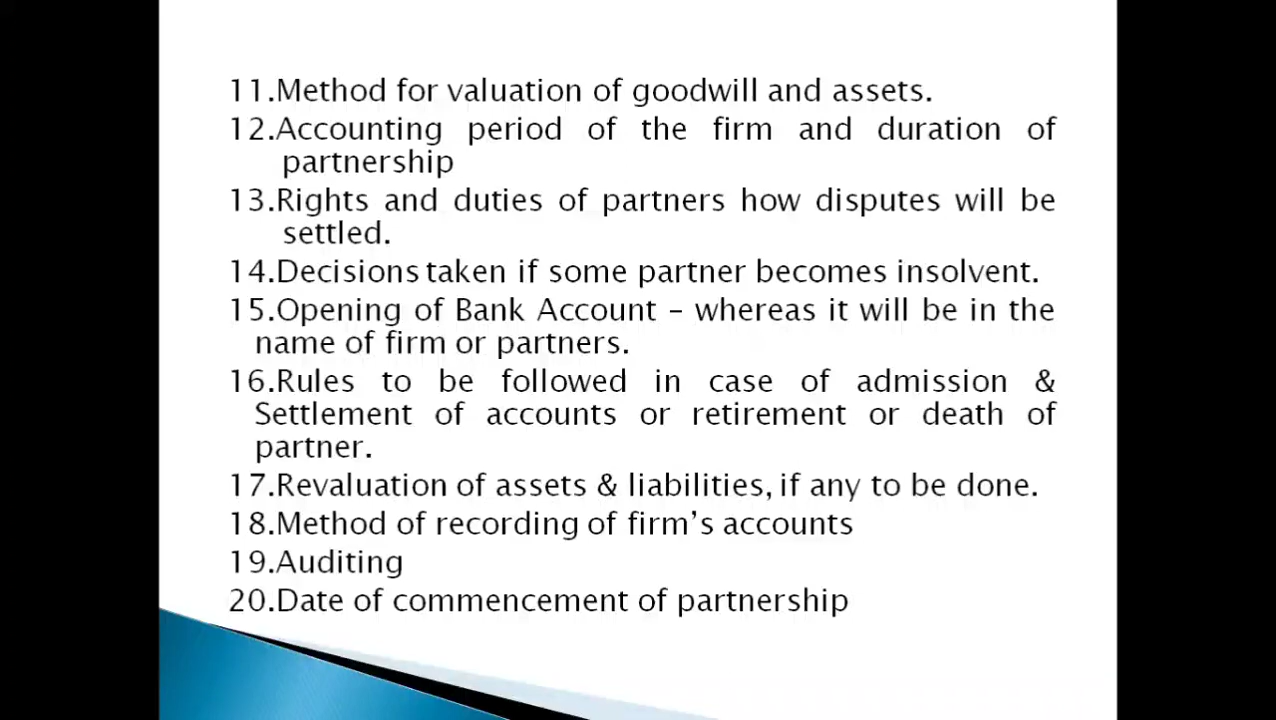 11.Method for valuation of goodwill and assets.
12.Accounting period of the firm and duration of
partnership
13.Rights and duties of partners how disputes will be
settled.
14.Decisions taken if some partner becomes insolvent.
15.Opening of Bank Account – whereas it will be in the
name of firm or partners.
16.Rules to be followed in case of admission &
Settlement of accounts or retirement or death of
partner.
17.Revaluation of assets & liabilities, if any to be done.
18.Method of recording of firm’s accounts
19.Auditing
20.Date of commencement of partnership